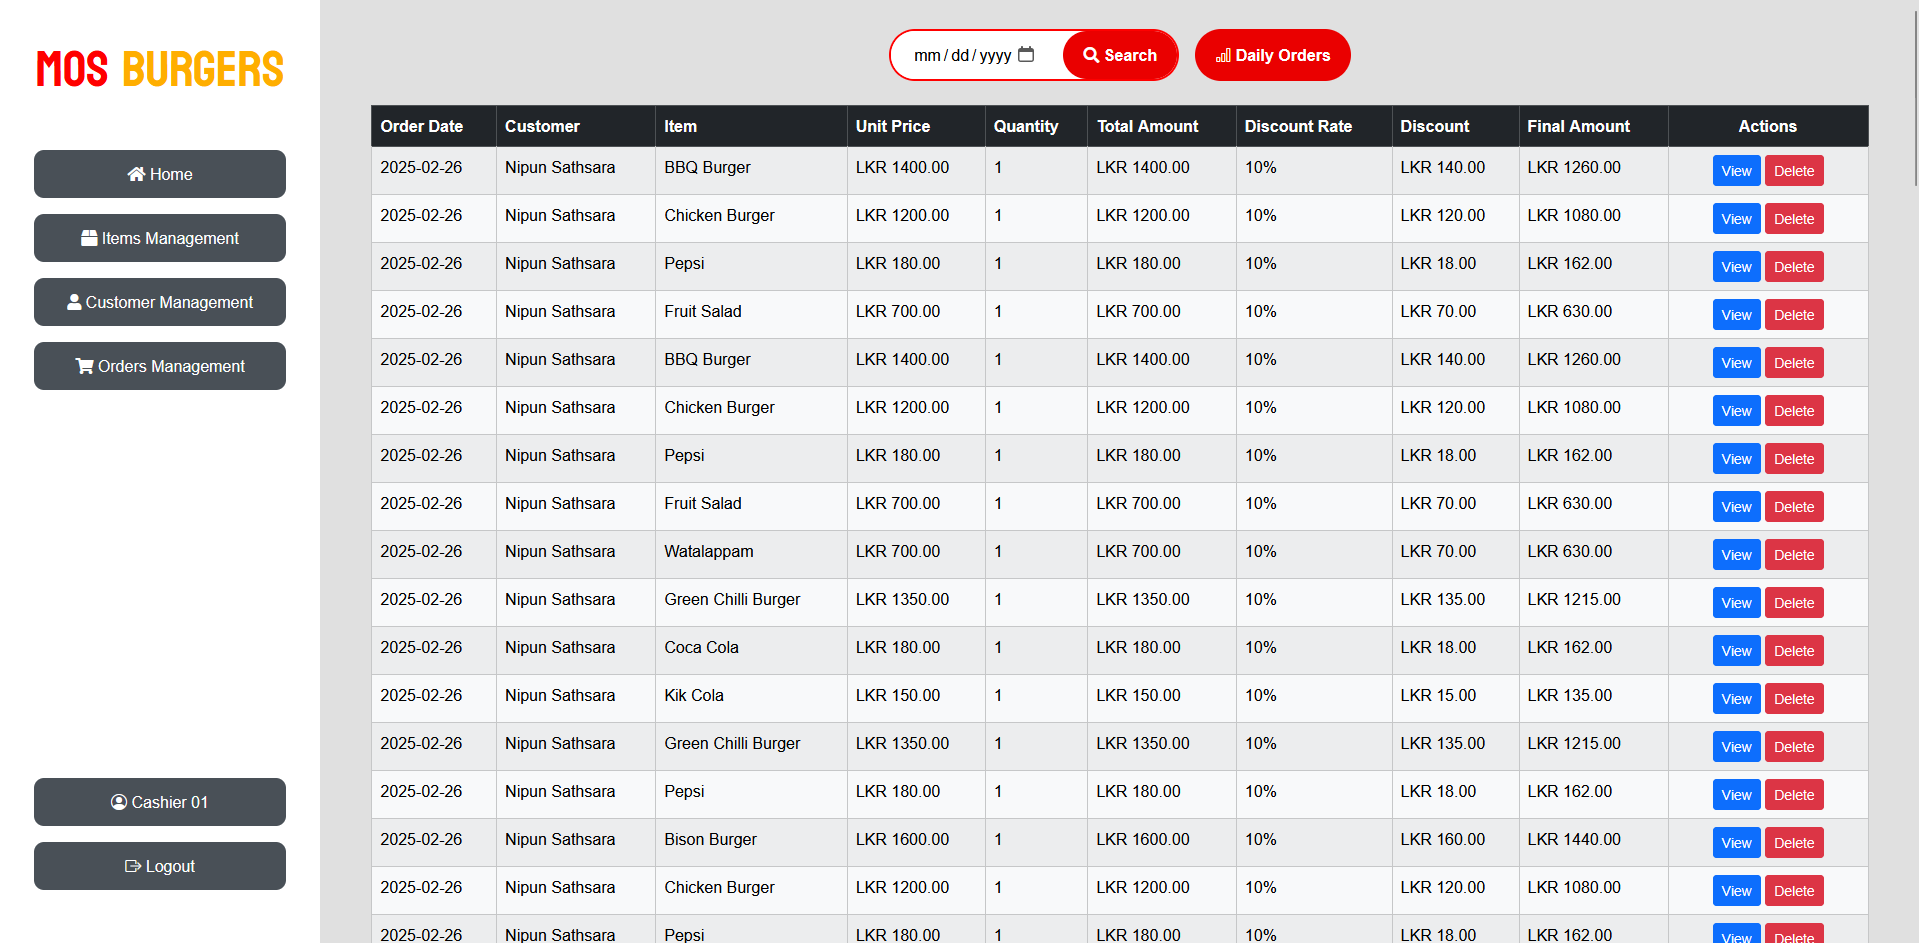 MOS BURGERS
Home
Items Management
Customer Management
Orders Management
Cashier 01
Logout
mm/dd/yyyy Search Daily Orders
Order Date Customer Item Unit Price Quantity Total Amount Discount Rate Discount Final Amount Actions
2025-02-26 Nipun Sathsara BBQ Burger LKR 1400.00 1 LKR 1400.00 10% LKR 140.00 LKR 1260.00 View Delete
2025-02-26 Nipun Sathsara Chicken Burger LKR 1200.00 1 LKR 1200.00 10% LKR 120.00 LKR 1080.00 View Delete
2025-02-26 Nipun Sathsara Pepsi LKR 180.00 1 LKR 180.00 10% LKR 18.00 LKR 162.00 View Delete
2025-02-26 Nipun Sathsara Fruit Salad LKR 700.00 1 LKR 700.00 10% LKR 70.00 LKR 630.00 View Delete
2025-02-26 Nipun Sathsara BBQ Burger LKR 1400.00 1 LKR 1400.00 10% LKR 140.00 LKR 1260.00 View Delete
2025-02-26 Nipun Sathsara Chicken Burger LKR 1200.00 1 LKR 1200.00 10% LKR 120.00 LKR 1080.00 View Delete
2025-02-26 Nipun Sathsara Pepsi LKR 180.00 1 LKR 180.00 10% LKR 18.00 LKR 162.00 View Delete
2025-02-26 Nipun Sathsara Fruit Salad LKR 700.00 1 LKR 700.00 10% LKR 70.00 LKR 630.00 View Delete
2025-02-26 Nipun Sathsara Watalappam LKR 700.00 1 LKR 700.00 10% LKR 70.00 LKR 630.00 View Delete
2025-02-26 Nipun Sathsara Green Chilli Burger LKR 1350.00 1 LKR 1350.00 10% LKR 135.00 LKR 1215.00 View Delete
2025-02-26 Nipun Sathsara Coca Cola LKR 180.00 1 LKR 180.00 10% LKR 18.00 LKR 162.00 View Delete
2025-02-26 Nipun Sathsara Kik Cola LKR 150.00 1 LKR 150.00 10% LKR 15.00 LKR 135.00 View Delete
2025-02-26 Nipun Sathsara Green Chilli Burger LKR 1350.00 1 LKR 1350.00 10% LKR 135.00 LKR 1215.00 View Delete
2025-02-26 Nipun Sathsara Pepsi LKR 180.00 1 LKR 180.00 10% LKR 18.00 LKR 162.00 View Delete
2025-02-26 Nipun Sathsara Bison Burger LKR 1600.00 1 LKR 1600.00 10% LKR 160.00 LKR 1440.00 View Delete
2025-02-26 Nipun Sathsara Chicken Burger LKR 1200.00 1 LKR 1200.00 10% LKR 120.00 LKR 1080.00 View Delete
2025-02-26 Nipun Sathsara Pepsi LKR 180.00 1 LKR 180.00 10% LKR 18.00 LKR 162.00 View Delete